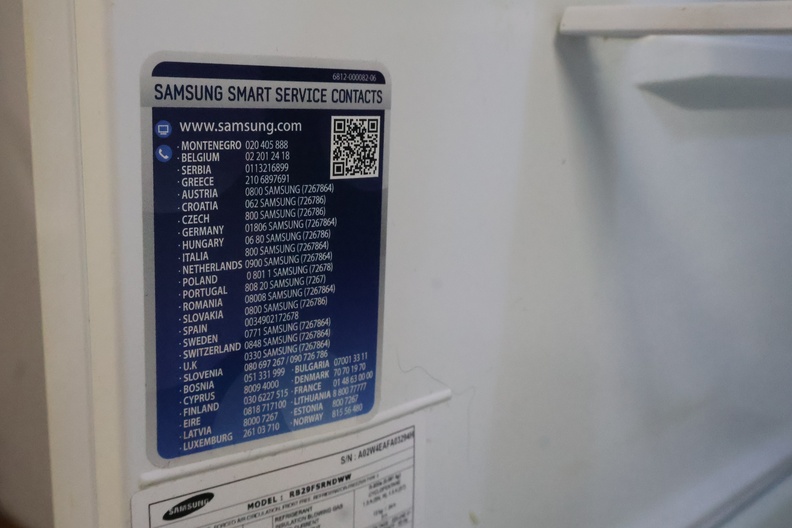 6812-000082-06
SAMSUNG SMART SERVICE CONTACTS
www.samsung.com
· MONTENEGRO 020 405 888
· BELGIUM 02 201 24 18
· SERBIA 0113216899
· GREECE 210 6897691
· AUSTRIA 0800 SAMSUNG (7267864)
· CROATIA 062 SAMSUNG (726786)
· CZECH 800 SAMSUNG (726786)
· GERMANY 01806 SAMSUNG (7267864)
· HUNGARY 06 80 SAMSUNG (726786)
· ITALIA 800 SAMSUNG (7267864)
· NETHERLANDS 0900 SAMSUNG (7267864)
· POLAND 0 801 1 SAMSUNG (72678)
· PORTUGAL 808 20 SAMSUNG (7267)
· ROMANIA 08008 SAMSUNG (7267864)
· SLOVAKIA 0800 SAMSUNG (726786)
· SPAIN 0034902172678
· SWEDEN 0771 SAMSUNG (7267864)
· SWITZERLAND 0848 SAMSUNG (7267864)
· U.K 0330 SAMSUNG (7267864)
· SLOVENIA 080 697 267 / 090 726 786
· BOSNIA 051 331 999 · BULGARIA 07001 33 11
· CYPRUS 8009 4000 · DENMARK 70 70 19 70
· FINLAND 030 6227 515 · FRANCE 01 48 63 00 00
· EIRE 0818 717100 · LITHUANIA 8 800 77777
· LATVIA 8000 7267 · ESTONIA 800 7267
· LUXEMBURG 261 03 710 · NORWAY 815 56 480
S/N :
SAMSUNG
MODEL : RB29FSRNDWW
REFRIGERANT
INSULATION BLOWING GAS